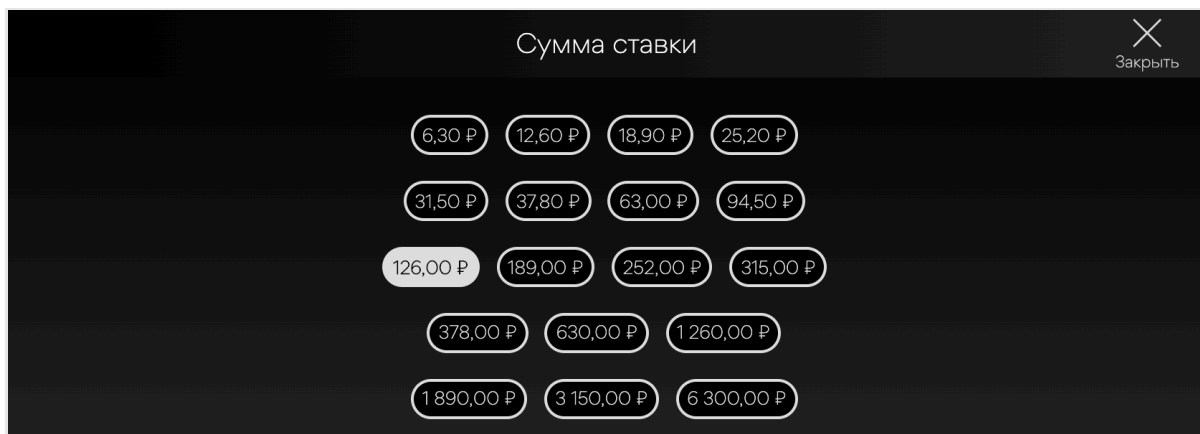 Сумма ставки
Закрыть
6,30 ₽ 12,60 ₽ 18,90 ₽ 25,20 ₽
31,50 ₽ 37,80 ₽ 63,00 ₽ 94,50 ₽
126,00 ₽ 189,00 ₽ 252,00 ₽ 315,00 ₽
378,00 ₽ 630,00 ₽ 1 260,00 ₽
1 890,00 ₽ 3 150,00 ₽ 6 300,00 ₽